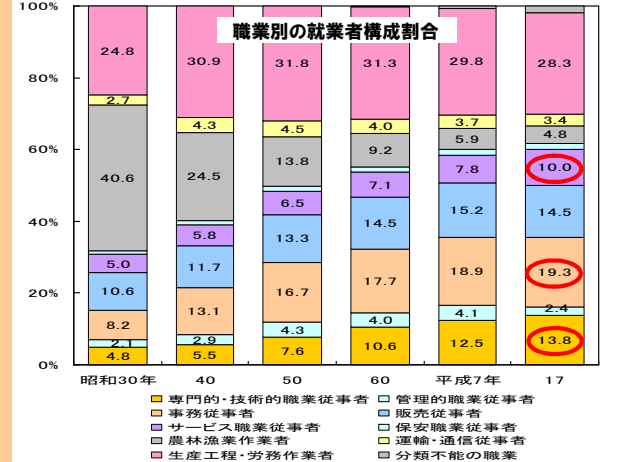 職業別の就業者構成割合
100%
80%
60%
40%
20%
0%
24.8 30.9 31.8 31.3 29.8 28.3
2.7 4.3 4.5 4.0 3.7 3.4
40.6 24.5 13.8 9.2 5.9 4.8
5.0 5.8 6.5 7.1 7.8 10.0
10.6 11.7 13.3 14.5 15.2 14.5
8.2 13.1 16.7 17.7 18.9 19.3
2.1 2.9 4.3 4.0 4.1 2.4
4.8 5.5 7.6 10.6 12.5 13.8
昭和30年 40 50 60 平成7年 17
専門的・技術的職業従事者 管理的職業従事者
事務従事者 販売従事者
サービス職業従事者 保安職業従事者
農林漁業作業者 運輸・通信従事者
生産工程・労務作業者 分類不能の職業